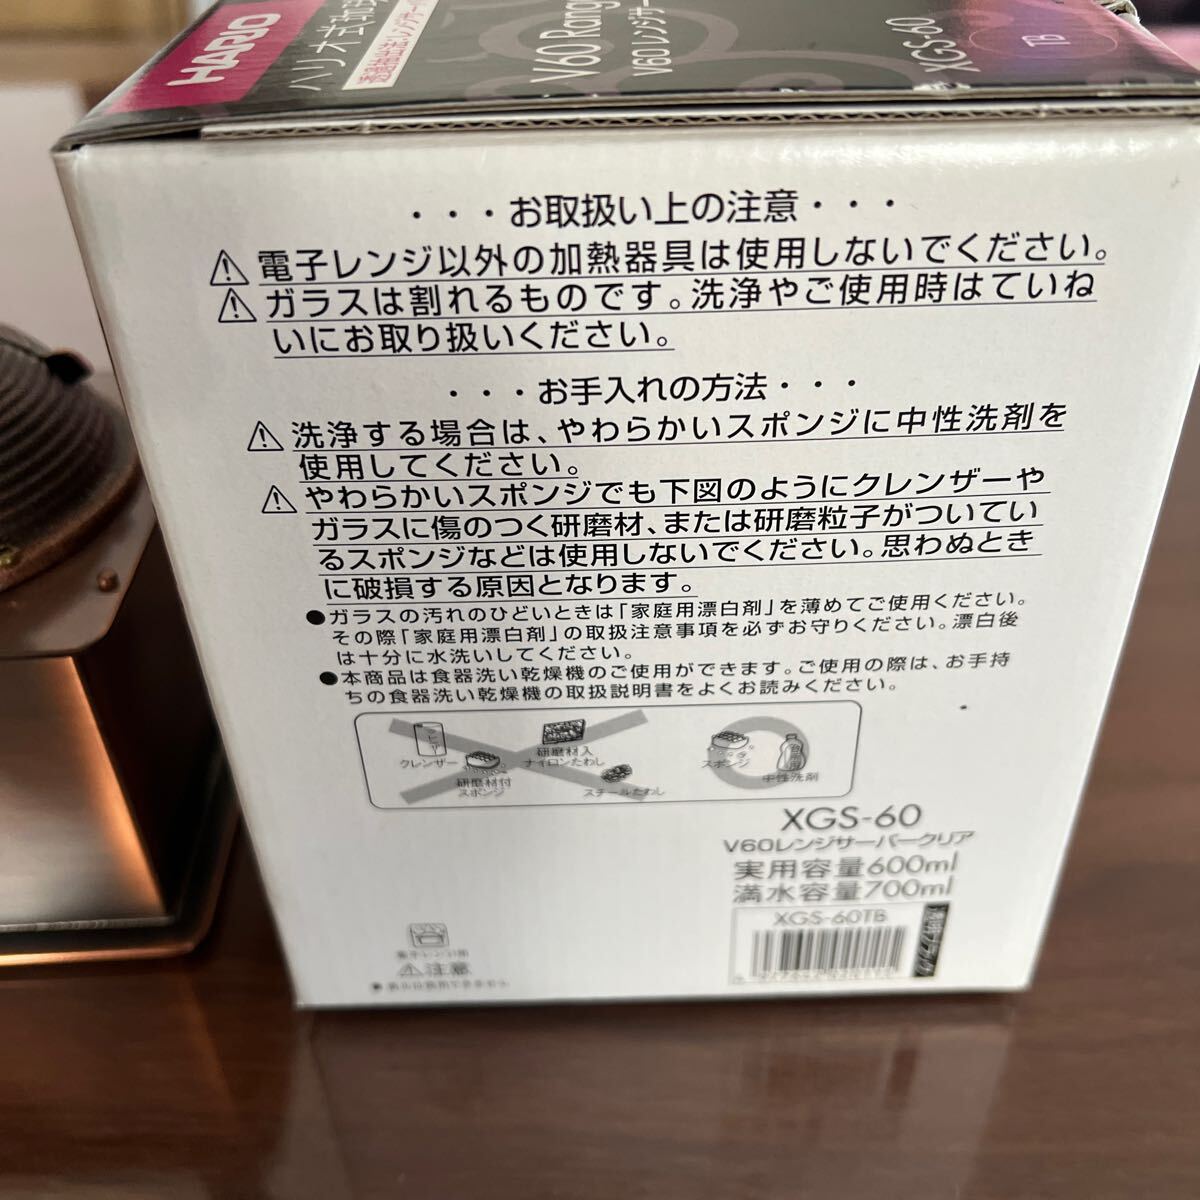 HARIO
V60 Rang
V60 レンジサー
XGS-60
TB
・・・お取扱い上の注意・・・
電子レンジ以外の加熱器具は使用しないでください。
ガラスは割れるものです。洗浄やご使用時はていね
いにお取り扱いください。
・・・お手入れの方法・・・
洗浄する場合は、やわらかいスポンジに中性洗剤を
使用してください。
やわらかいスポンジでも下図のようにクレンザーや
ガラスに傷のつく研磨材、または研磨粒子がついてい
るスポンジなどは使用しないでください。思わぬとき
に破損する原因となります。
●ガラスの汚れのひどいときは「家庭用漂白剤」を薄めてご使用ください。
その際「家庭用漂白剤」の取扱注意事項を必ずお守りください。漂白後
は十分に水洗いしてください。
●本商品は食器洗い乾燥機のご使用ができます。ご使用の際は、お手持
ちの食器洗い乾燥機の取扱説明書をよくお読みください。
クレンザー
研磨材付
スポンジ
研磨材入
ナイロンたわし
スチールたわし
スポンジ
中性洗剤
XGS-60
V60レンジサーバークリア
実用容量600ml
満水容量700ml
XGS-60TB
透明ブラック
電子レンジ用
注意